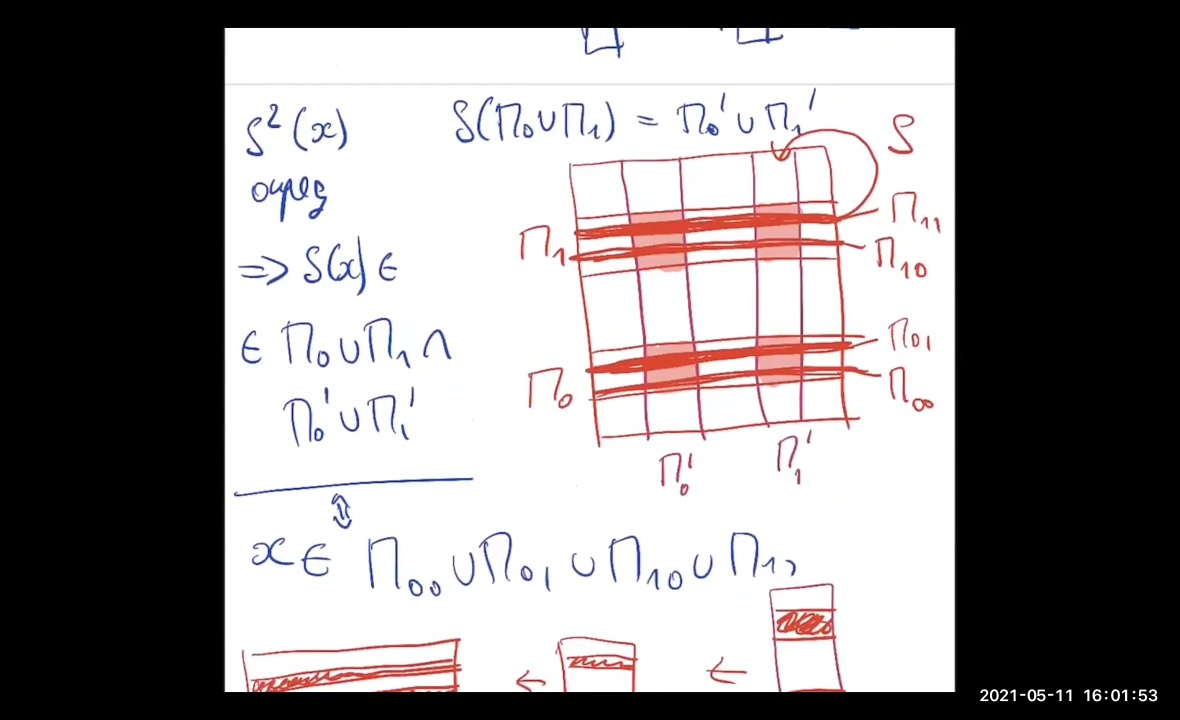 S²(x)
S(Π₀∪Π₁) = Π₀'∪Π₁'
опред
=> S(x) ∈
∈ Π₀∪Π₁ ∩
Π₀'∪Π₁'
S
Π₁
Π₁₁
Π₁₀
Π₀
Π₀₁
Π₀₀
Π₀'
Π₁'
⇕
x ∈ Π₀₀∪Π₀₁∪Π₁₀∪Π₁₁
← ←
2021-05-11 16:01:53